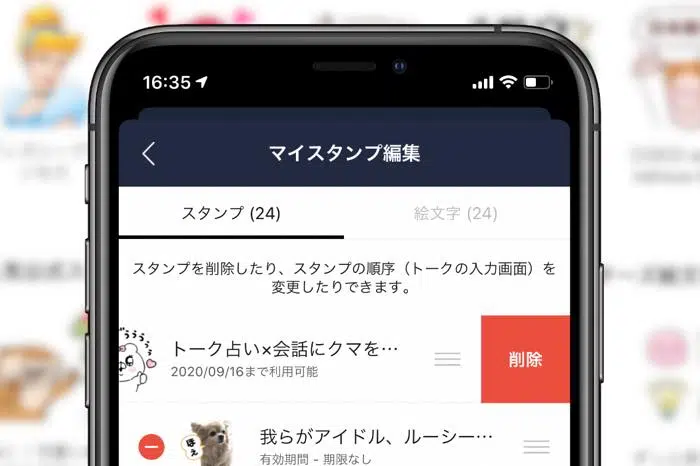 16:35
マイスタンプ編集
スタンプ (24)
絵文字 (24)
スタンプを削除したり、スタンプの順序（トークの入力画面）を
変更したりできます。
トーク占い×会話にクマを…
2020/09/16まで利用可能
削除
ほぇ
我らがアイドル、ルーシー…
有効期間 - 期限なし